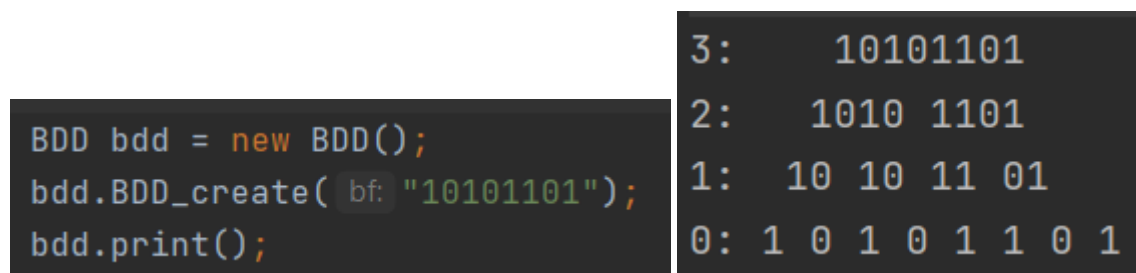 BDD bdd = new BDD();
bdd.BDD_create( bf: "10101101");
bdd.print();
3: 10101101
2: 1010 1101
1: 10 10 11 01
0: 1 0 1 0 1 1 0 1